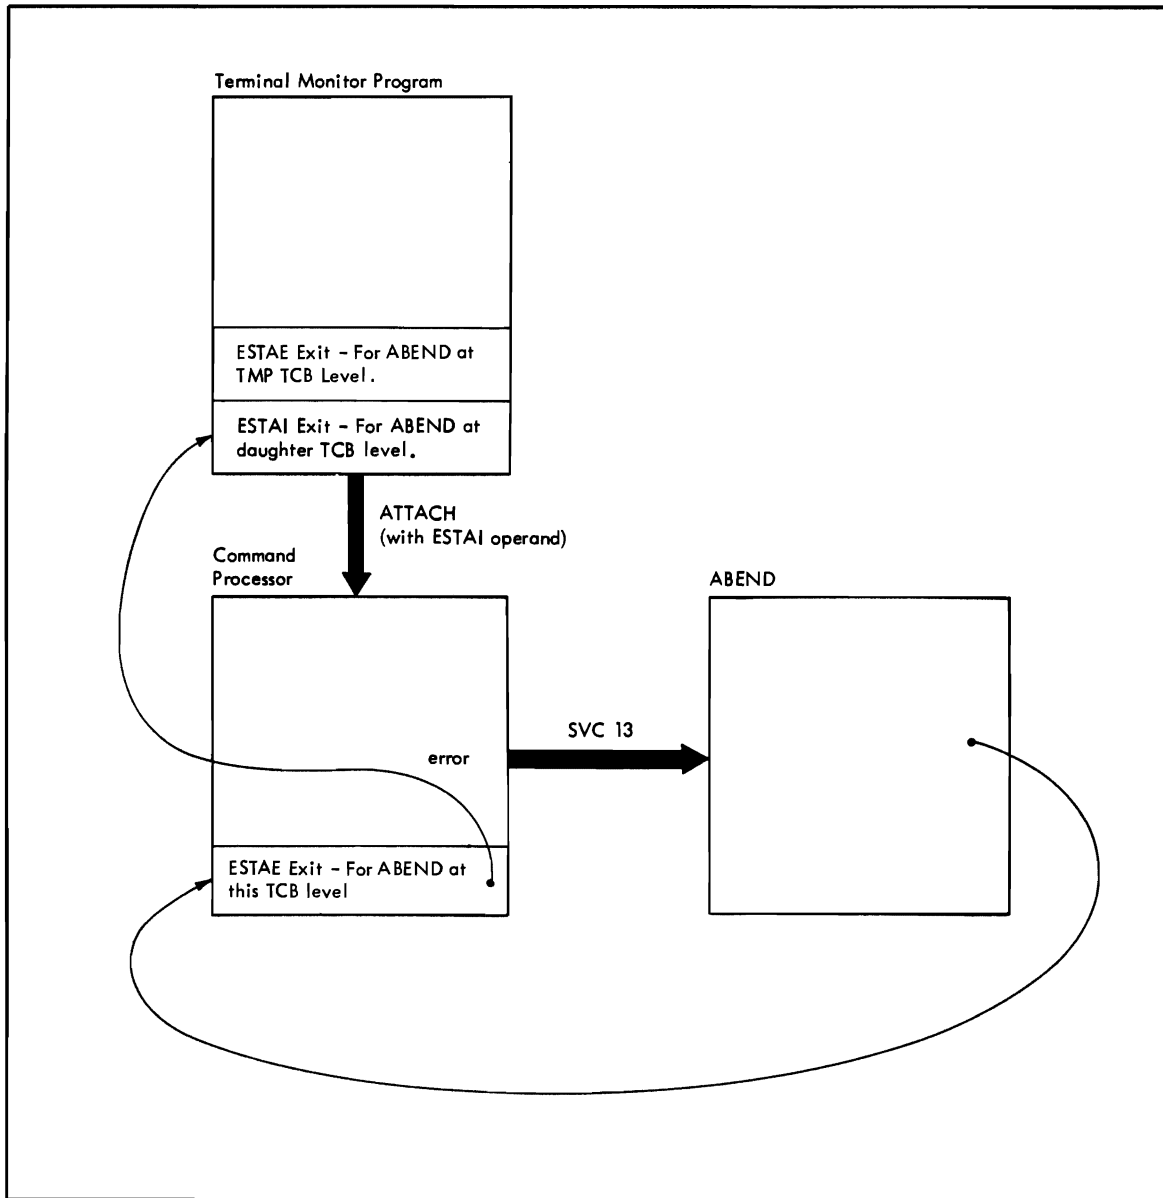 Terminal Monitor Program
ESTAE Exit - For ABEND at
TMP TCB Level.
ESTAI Exit - For ABEND at
daughter TCB level.
ATTACH
(with ESTAI operand)
Command
Processor
ABEND
SVC 13
error
ESTAE Exit - For ABEND at
this TCB level